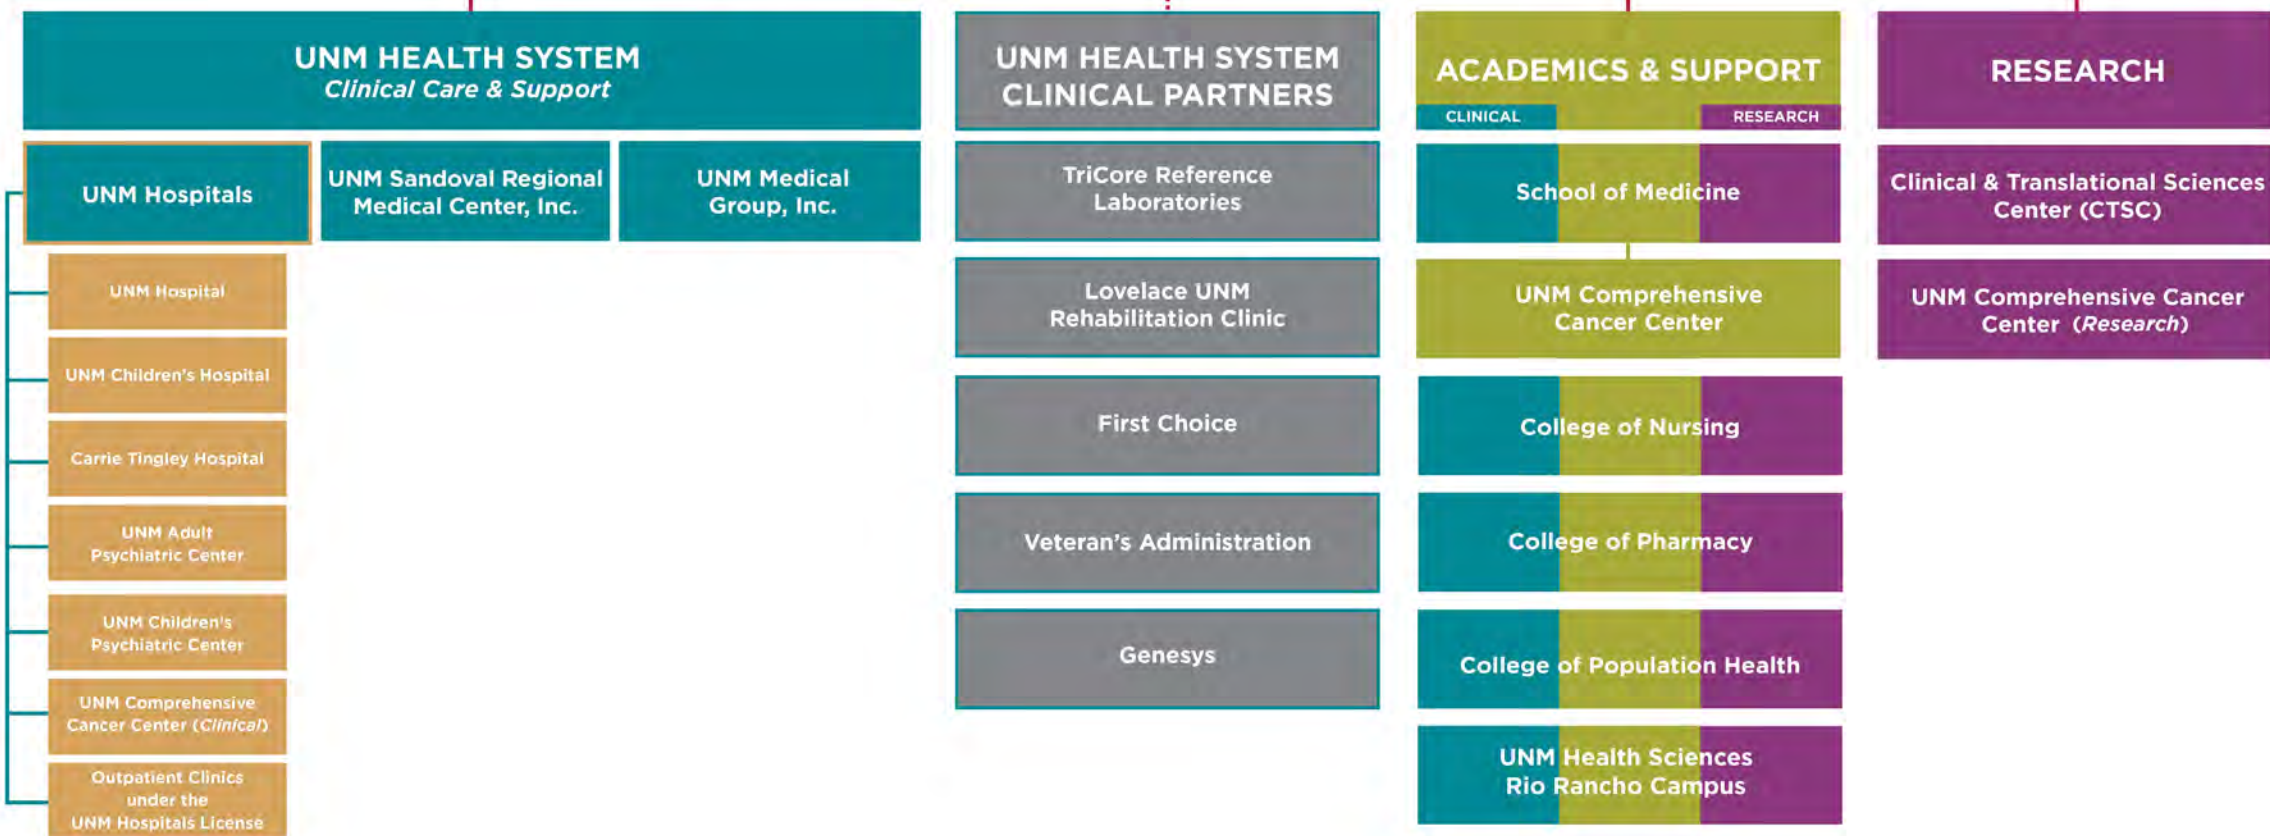 UNM HEALTH SYSTEM
Clinical Care & Support
UNM Hospitals
UNM Sandoval Regional
Medical Center, Inc.
UNM Medical
Group, Inc.
UNM Hospital
UNM Children's Hospital
Carrie Tingley Hospital
UNM Adult
Psychiatric Center
UNM Children's
Psychiatric Center
UNM Comprehensive
Cancer Center (Clinical)
Outpatient Clinics
under the
UNM Hospitals License
UNM HEALTH SYSTEM
CLINICAL PARTNERS
TriCore Reference
Laboratories
Lovelace UNM
Rehabilitation Clinic
First Choice
Veteran's Administration
Genesys
ACADEMICS & SUPPORT
CLINICAL
RESEARCH
School of Medicine
UNM Comprehensive
Cancer Center
College of Nursing
College of Pharmacy
College of Population Health
UNM Health Sciences
Rio Rancho Campus
RESEARCH
Clinical & Translational Sciences
Center (CTSC)
UNM Comprehensive Cancer
Center (Research)